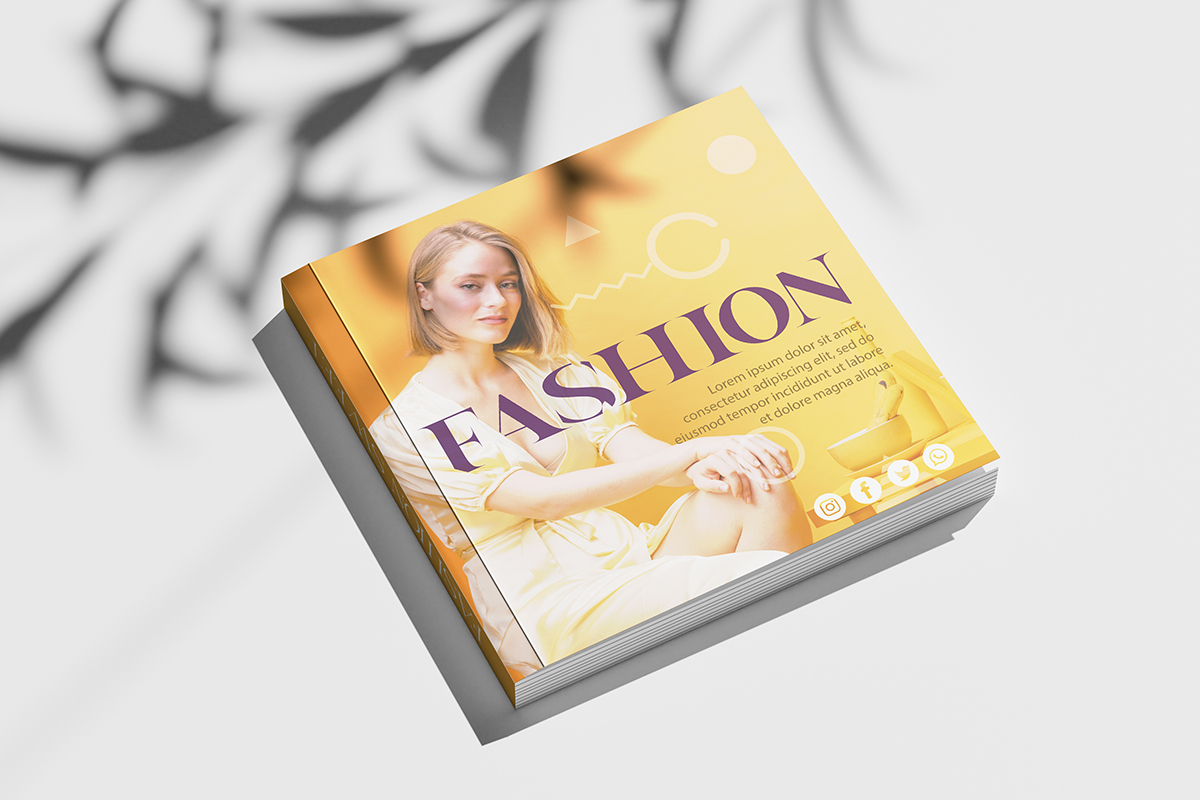 FASHION
Lorem ipsum dolor sit amet,
consectetur adipiscing elit, sed do
eiusmod tempor incididunt ut labore
et dolore magna aliqua.